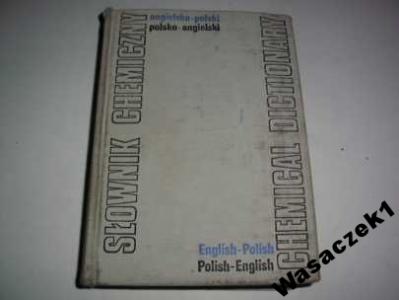 angielsko-polski
polsko-angielski
SŁOWNIK CHEMICZNY
CHEMICAL DICTIONARY
English-Polish
Polish-English
Wasaczek1